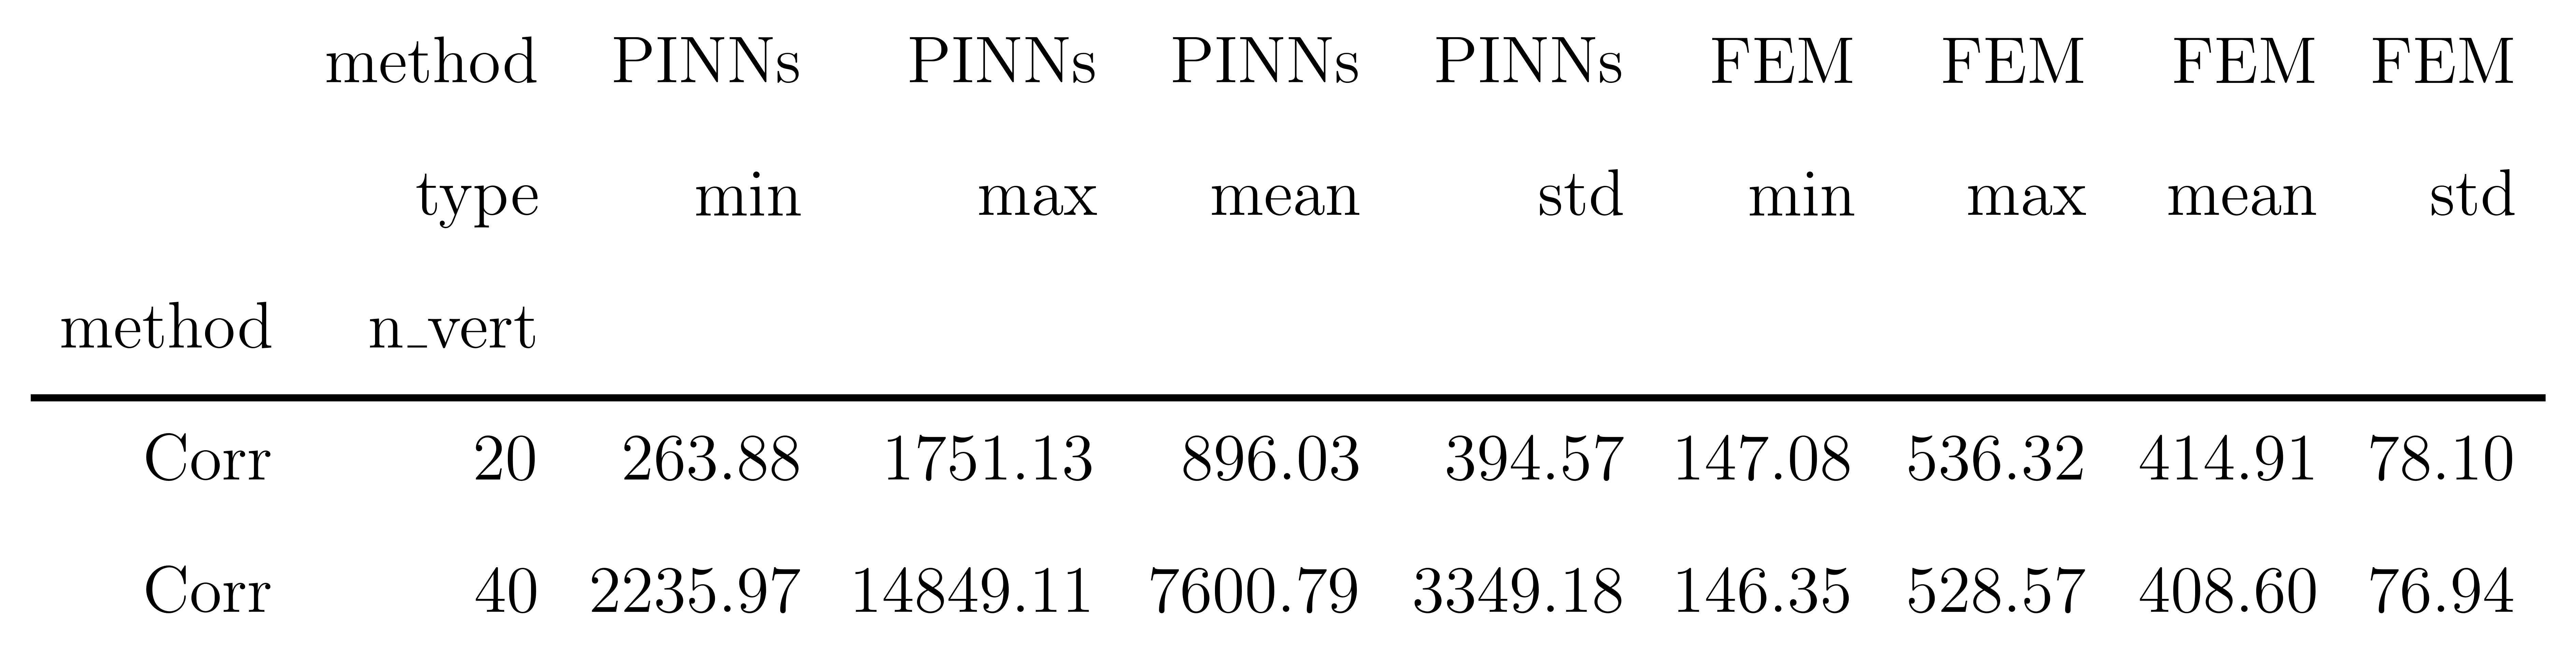 method PINNs PINNs PINNs PINNs FEM FEM FEM FEM
type min max mean std min max mean std
method n_vert
Corr 20 263.88 1751.13 896.03 394.57 147.08 536.32 414.91 78.10
Corr 40 2235.97 14849.11 7600.79 3349.18 146.35 528.57 408.60 76.94